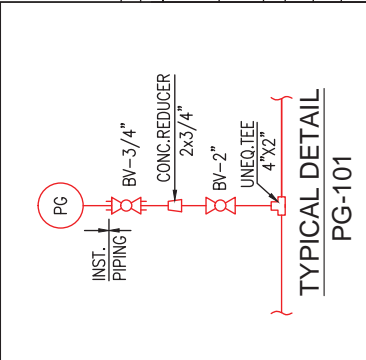 PG
BV-3/4"
INST.
PIPING
CONC.REDUCER
2x3/4"
BV-2"
UNEQ.TEE
4"X2"
TYPICAL DETAIL
PG-101